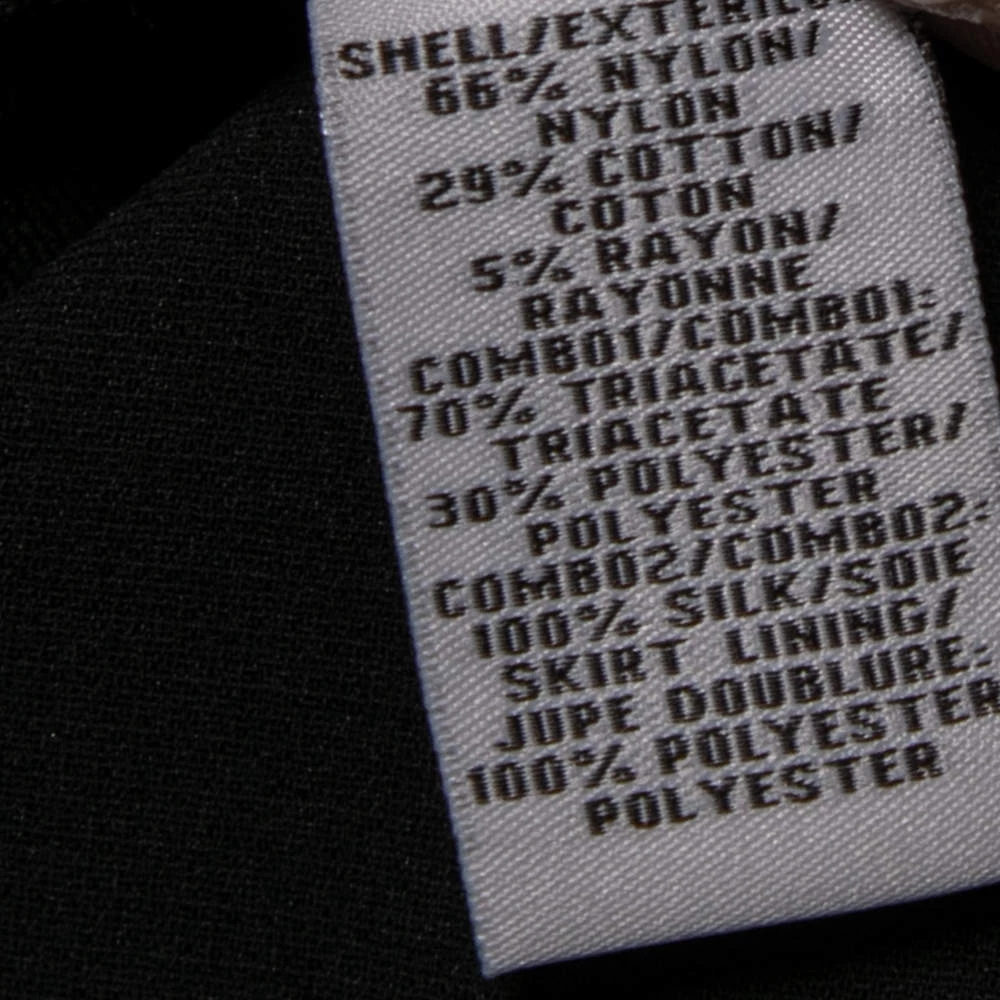 SHELL/EXTERIEUR
66% NYLON/
NYLON
29% COTTON/
COTON
5% RAYON/
RAYONNE
COMBO1/COMBO1:
70% TRIACETATE/
TRIACETATE
30% POLYESTER/
POLYESTER
COMBO2/COMBO2:
100% SILK/SOIE
SKIRT LINING/
JUPE DOUBLURE:
100% POLYESTER
POLYESTER